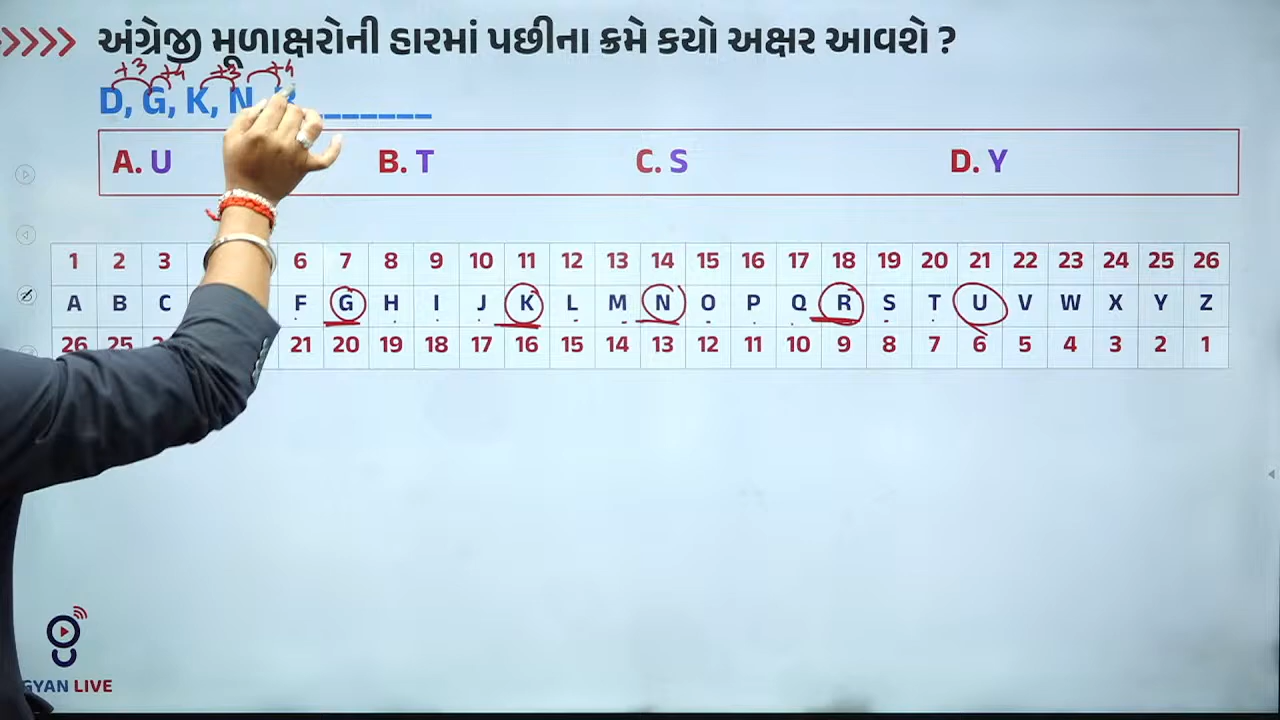 અંગ્રેજી મૂળાક્ષરોની હારમાં પછીના ક્રમે કયો અક્ષર આવશે ?
+3 +4 +3 +4
D, G, K, N _______
A. U B. T C. S D. Y
1 2 3 6 7 8 9 10 11 12 13 14 15 16 17 18 19 20 21 22 23 24 25 26
A B C F G H I J K L M N O P Q R S T U V W X Y Z
26 25 21 20 19 18 17 16 15 14 13 12 11 10 9 8 7 6 5 4 3 2 1
GYAN LIVE